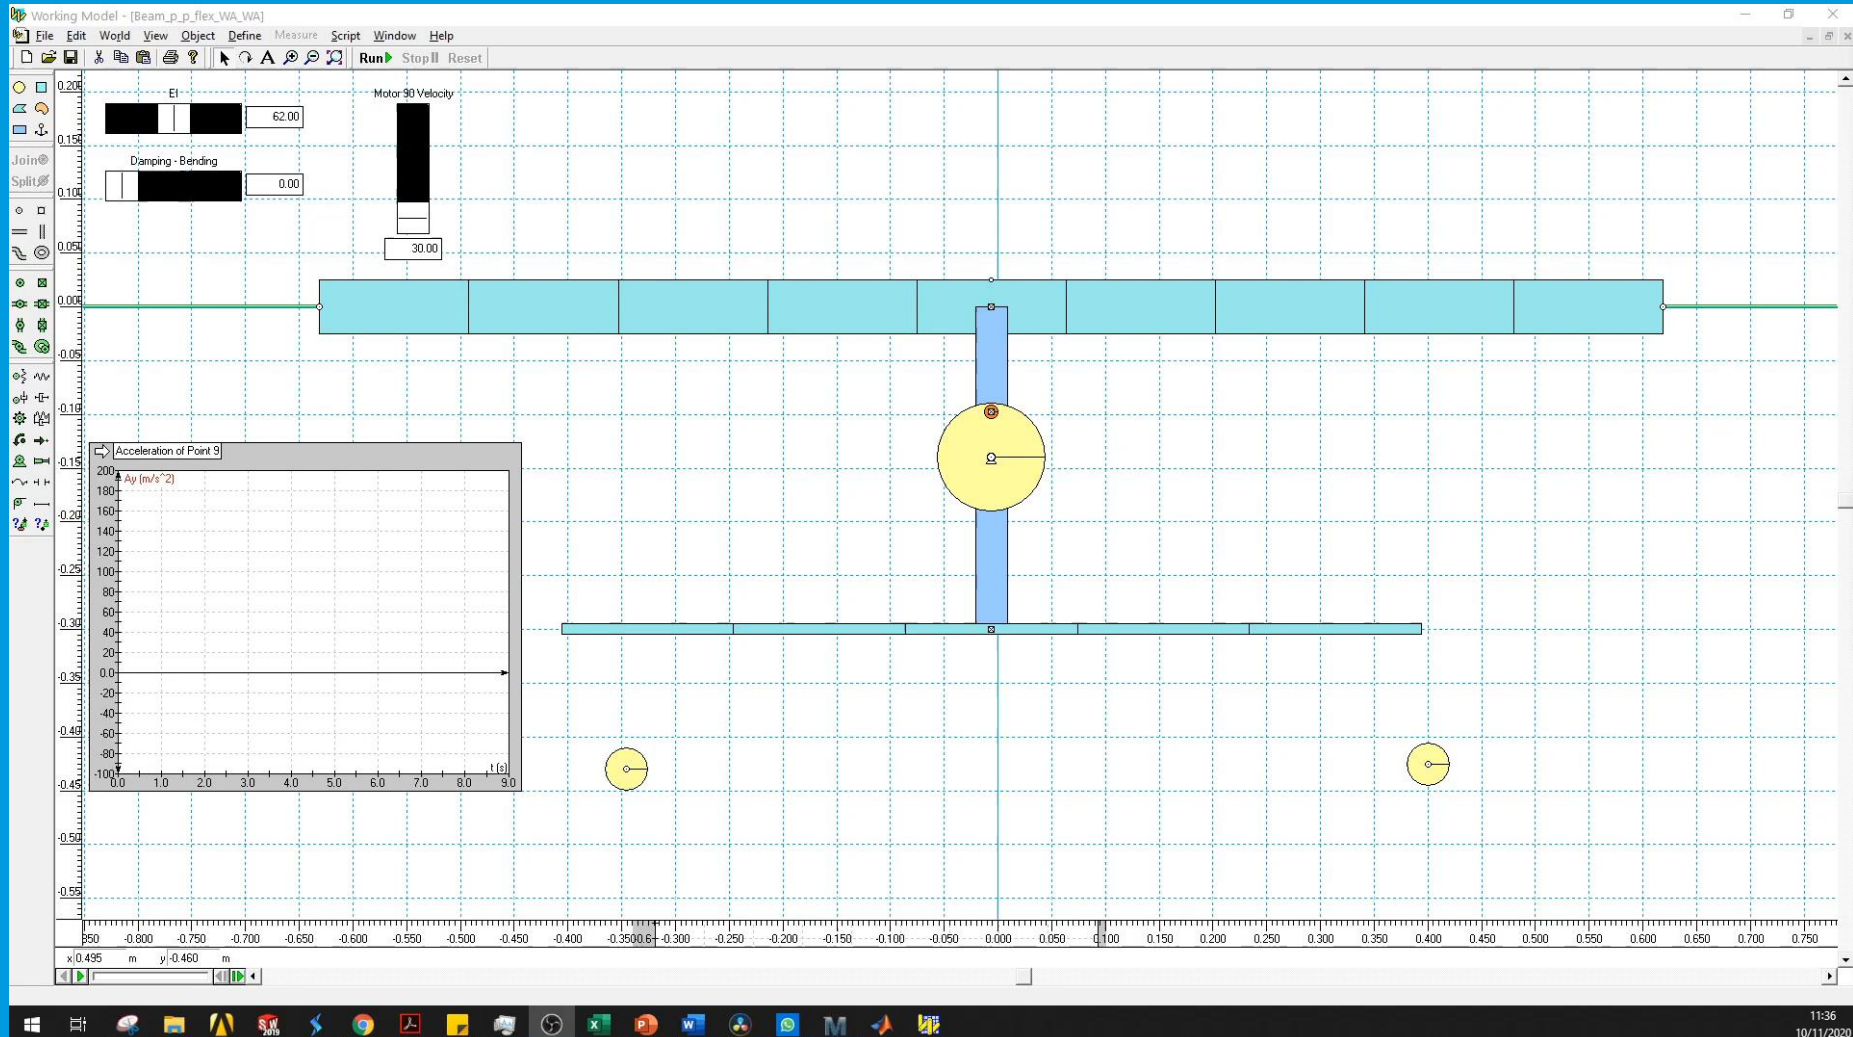 Working Model - [Beam_p_p_flex_WA_WA]
File Edit World View Object Define Measure Script Window Help
Run Stop Reset
Join
Split
EI
62.00
Damping - Bending
0.00
Motor 90 Velocity
30.00
0.200
0.150
0.100
0.050
0.000
-0.05
-0.10
-0.15
-0.20
-0.25
-0.30
-0.35
-0.40
-0.45
-0.50
-0.55
Acceleration of Point 9
Ay (m/s^2)
200
180
160
140
120
100
80
60
40
20
0.0
-20
-40
-60
-80
-100
t (s)
0.0 1.0 2.0 3.0 4.0 5.0 6.0 7.0 8.0 9.0
850 -0.800 -0.750 -0.700 -0.650 -0.600 -0.550 -0.500 -0.450 -0.400 -0.350 0.6 -0.300 -0.250 -0.200 -0.150 -0.100 -0.050 0.000 0.050 0.100 0.150 0.200 0.250 0.300 0.350 0.400 0.450 0.500 0.550 0.600 0.650 0.700 0.750
x 0.495 m y -0.460 m
SW
2019
11:36
10/11/2020